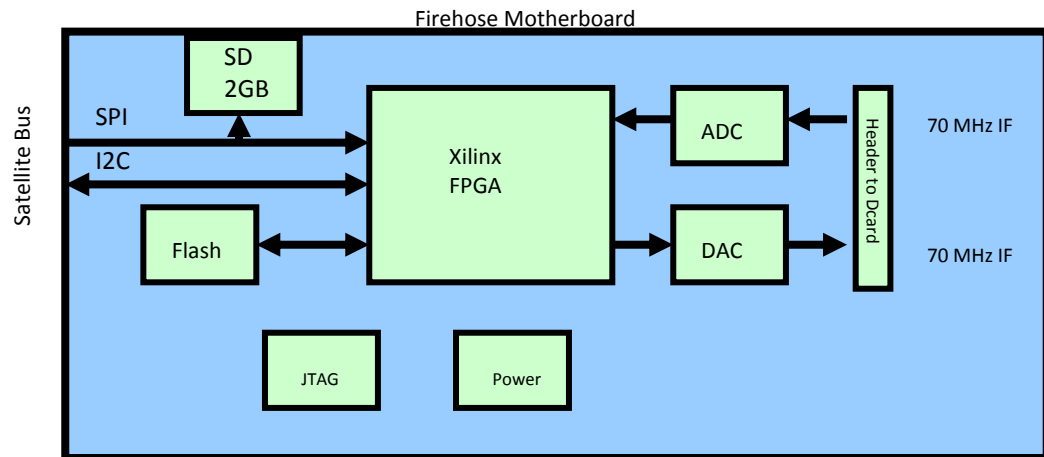 Firehose Motherboard
Satellite Bus
SD
2GB
SPI
I2C
Xilinx
FPGA
Flash
ADC
DAC
Header to Dcard
70 MHz IF
70 MHz IF
JTAG
Power